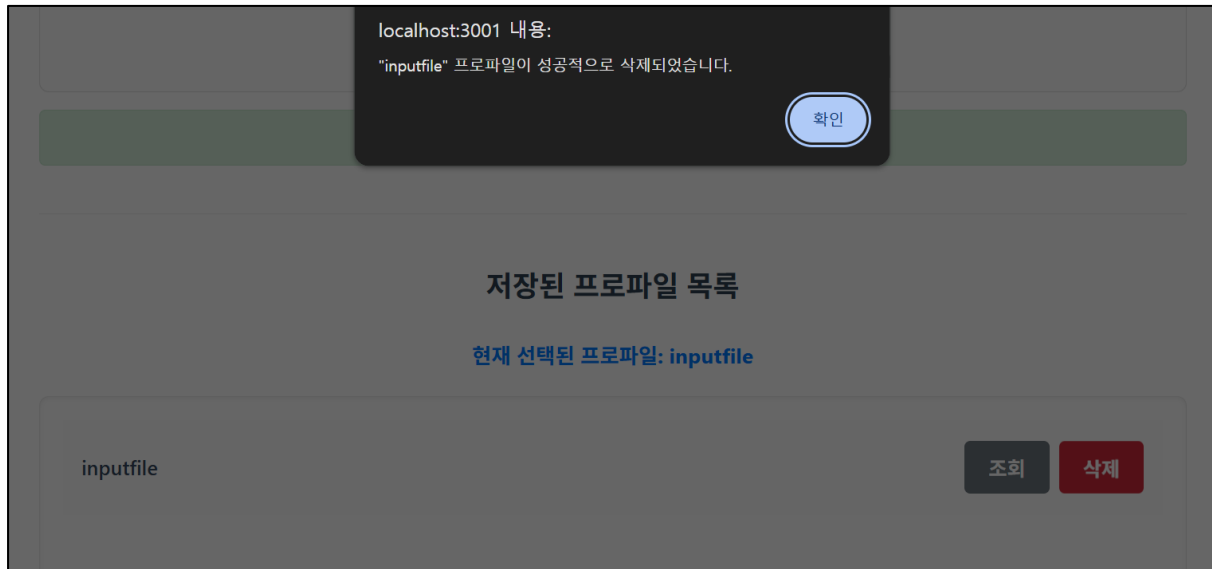 localhost:3001 내용:
"inputfile" 프로파일이 성공적으로 삭제되었습니다.
확인
저장된 프로파일 목록
현재 선택된 프로파일: inputfile
inputfile 조회 삭제